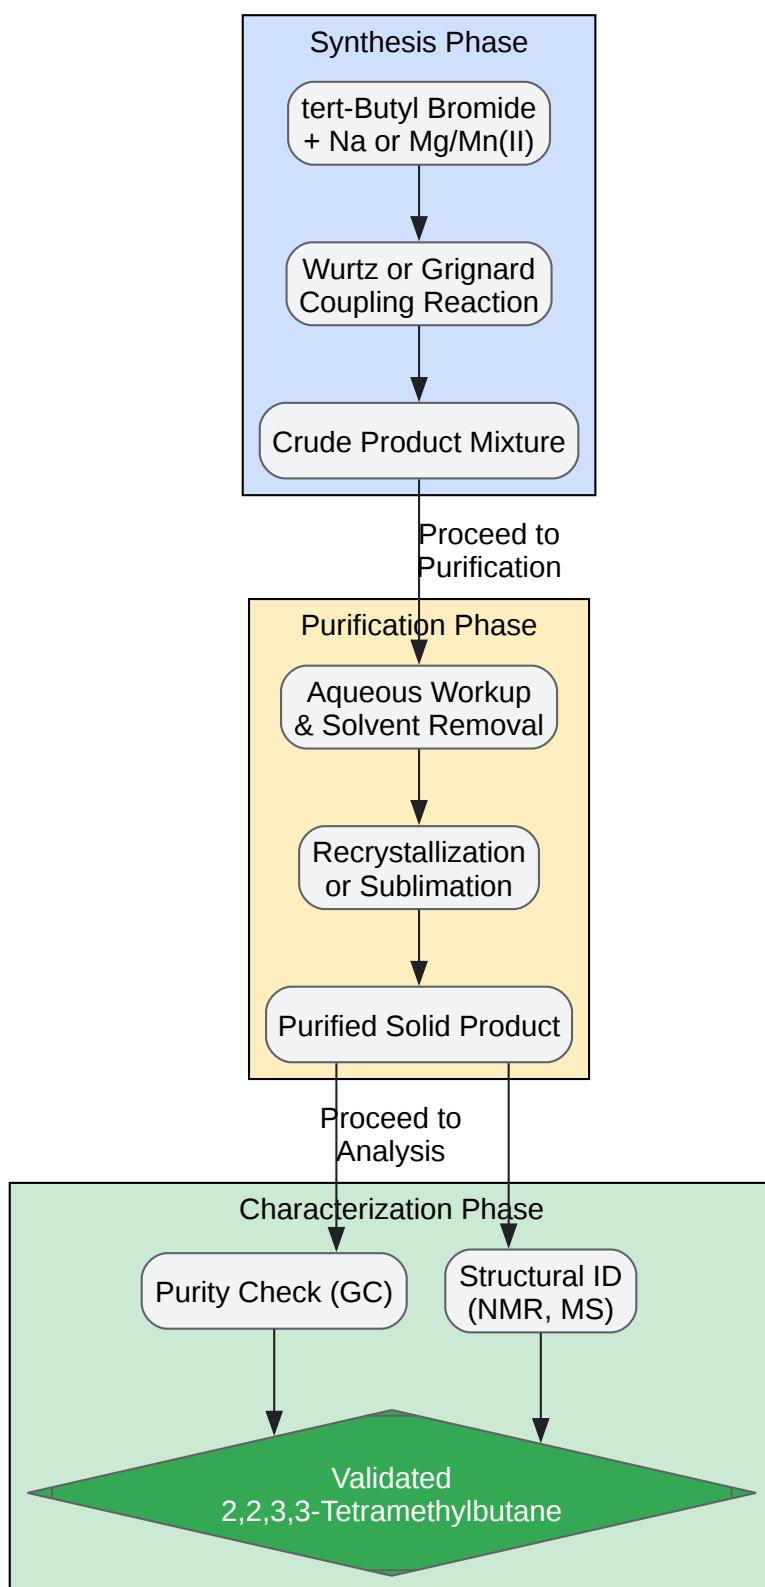 Synthesis Phase
tert-Butyl Bromide
+ Na or Mg/Mn(II)
Wurtz or Grignard
Coupling Reaction
Crude Product Mixture
Proceed to
Purification
Purification Phase
Aqueous Workup
& Solvent Removal
Recrystallization
or Sublimation
Purified Solid Product
Proceed to
Analysis
Characterization Phase
Purity Check (GC)
Structural ID
(NMR, MS)
Validated
2,2,3,3-Tetramethylbutane